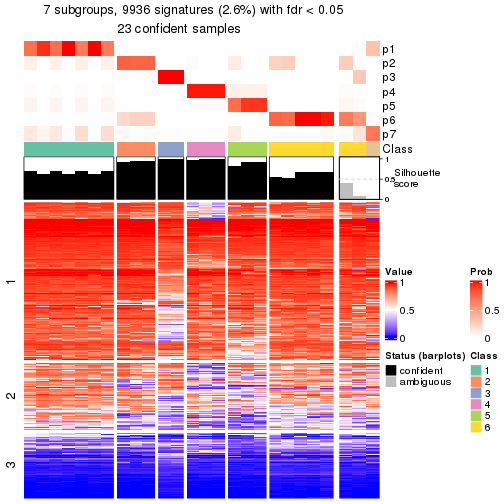 7 subgroups, 9936 signatures (2.6%) with fdr < 0.05
23 confident samples
p1
p2
p3
p4
p5
p6
p7
Class
1
0.5
0
Silhouette
score
1
2
3
Value
1
0.5
0
Prob
1
0.5
0
Status (barplots)
confident
ambiguous
Class
1
2
3
4
5
6